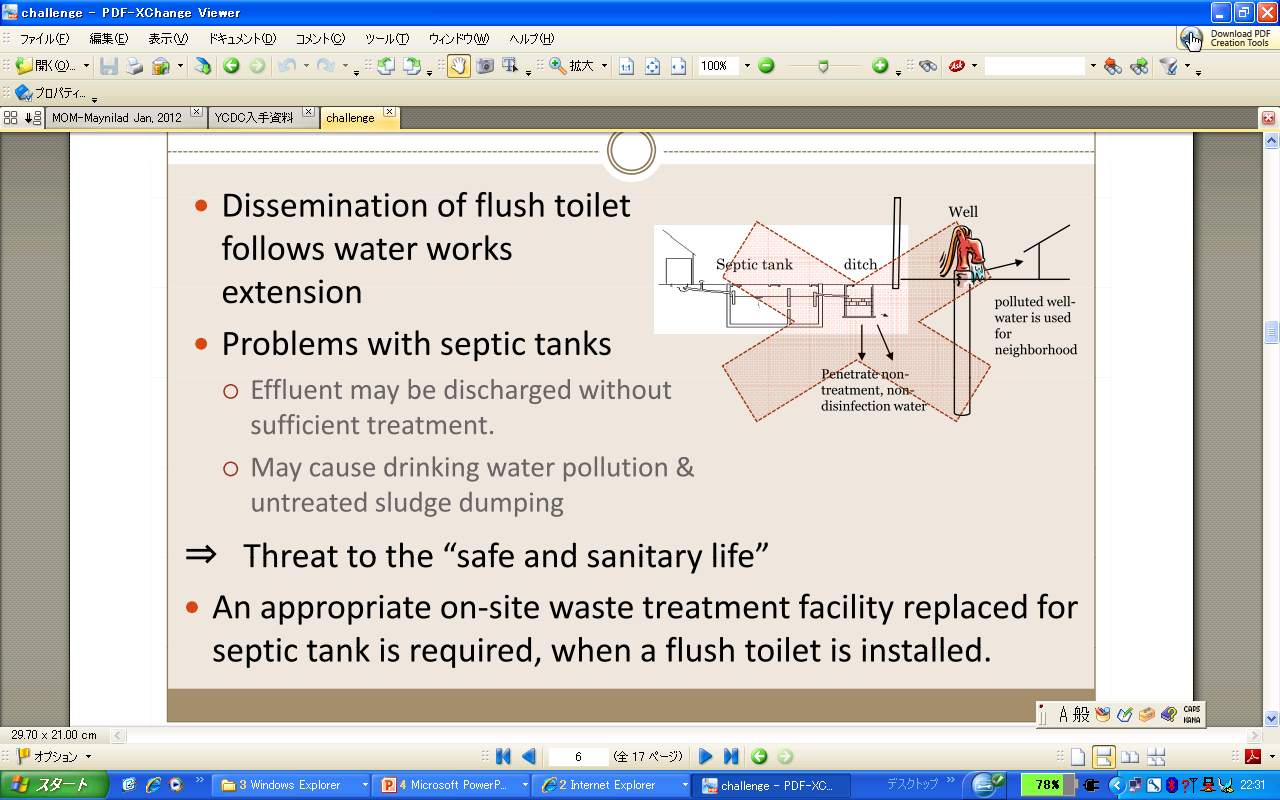 challenge - PDF-XChange Viewer
ファイル(F) 編集(E) 表示(V) ドキュメント(D) コメント(C) ツール(T) ウィンドウ(W) ヘルプ(H)
Download PDF
Creation Tools
開く(O)... 拡大 100%
プロパティ...
MOM-Maynilad Jan, 2012 YCDC入手資料 challenge
• Dissemination of flush toilet
follows water works
extension
• Problems with septic tanks
Effluent may be discharged without
sufficient treatment.
May cause drinking water pollution &
untreated sludge dumping
⇒ Threat to the “safe and sanitary life”
• An appropriate on-site waste treatment facility replaced for
septic tank is required, when a flush toilet is installed.
Well
Septic tank ditch
polluted well-
water is used
for
neighborhood
Penetrate non-
treatment, non-
disinfection water
A 般 CAPS
KANA
29.70 x 21.00 cm
オプション 6 (全 17 ページ)
スタート 3 Windows Explorer 4 Microsoft PowerP... 2 Internet Explorer challenge - PDF-XC... デスクトップ 78% 22:31